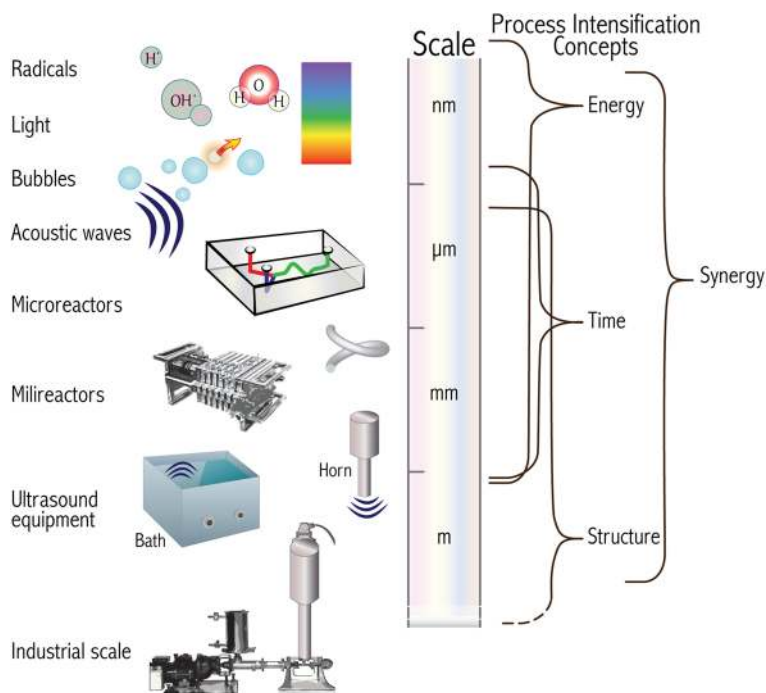 Radicals
Light
Bubbles
Acoustic waves
Microreactors
Milireactors
Ultrasound
equipment
Industrial scale
H·
OH·
O
H H
Horn
Bath
Scale
nm
µm
mm
m
Process Intensification
Concepts
Energy
Time
Structure
Synergy